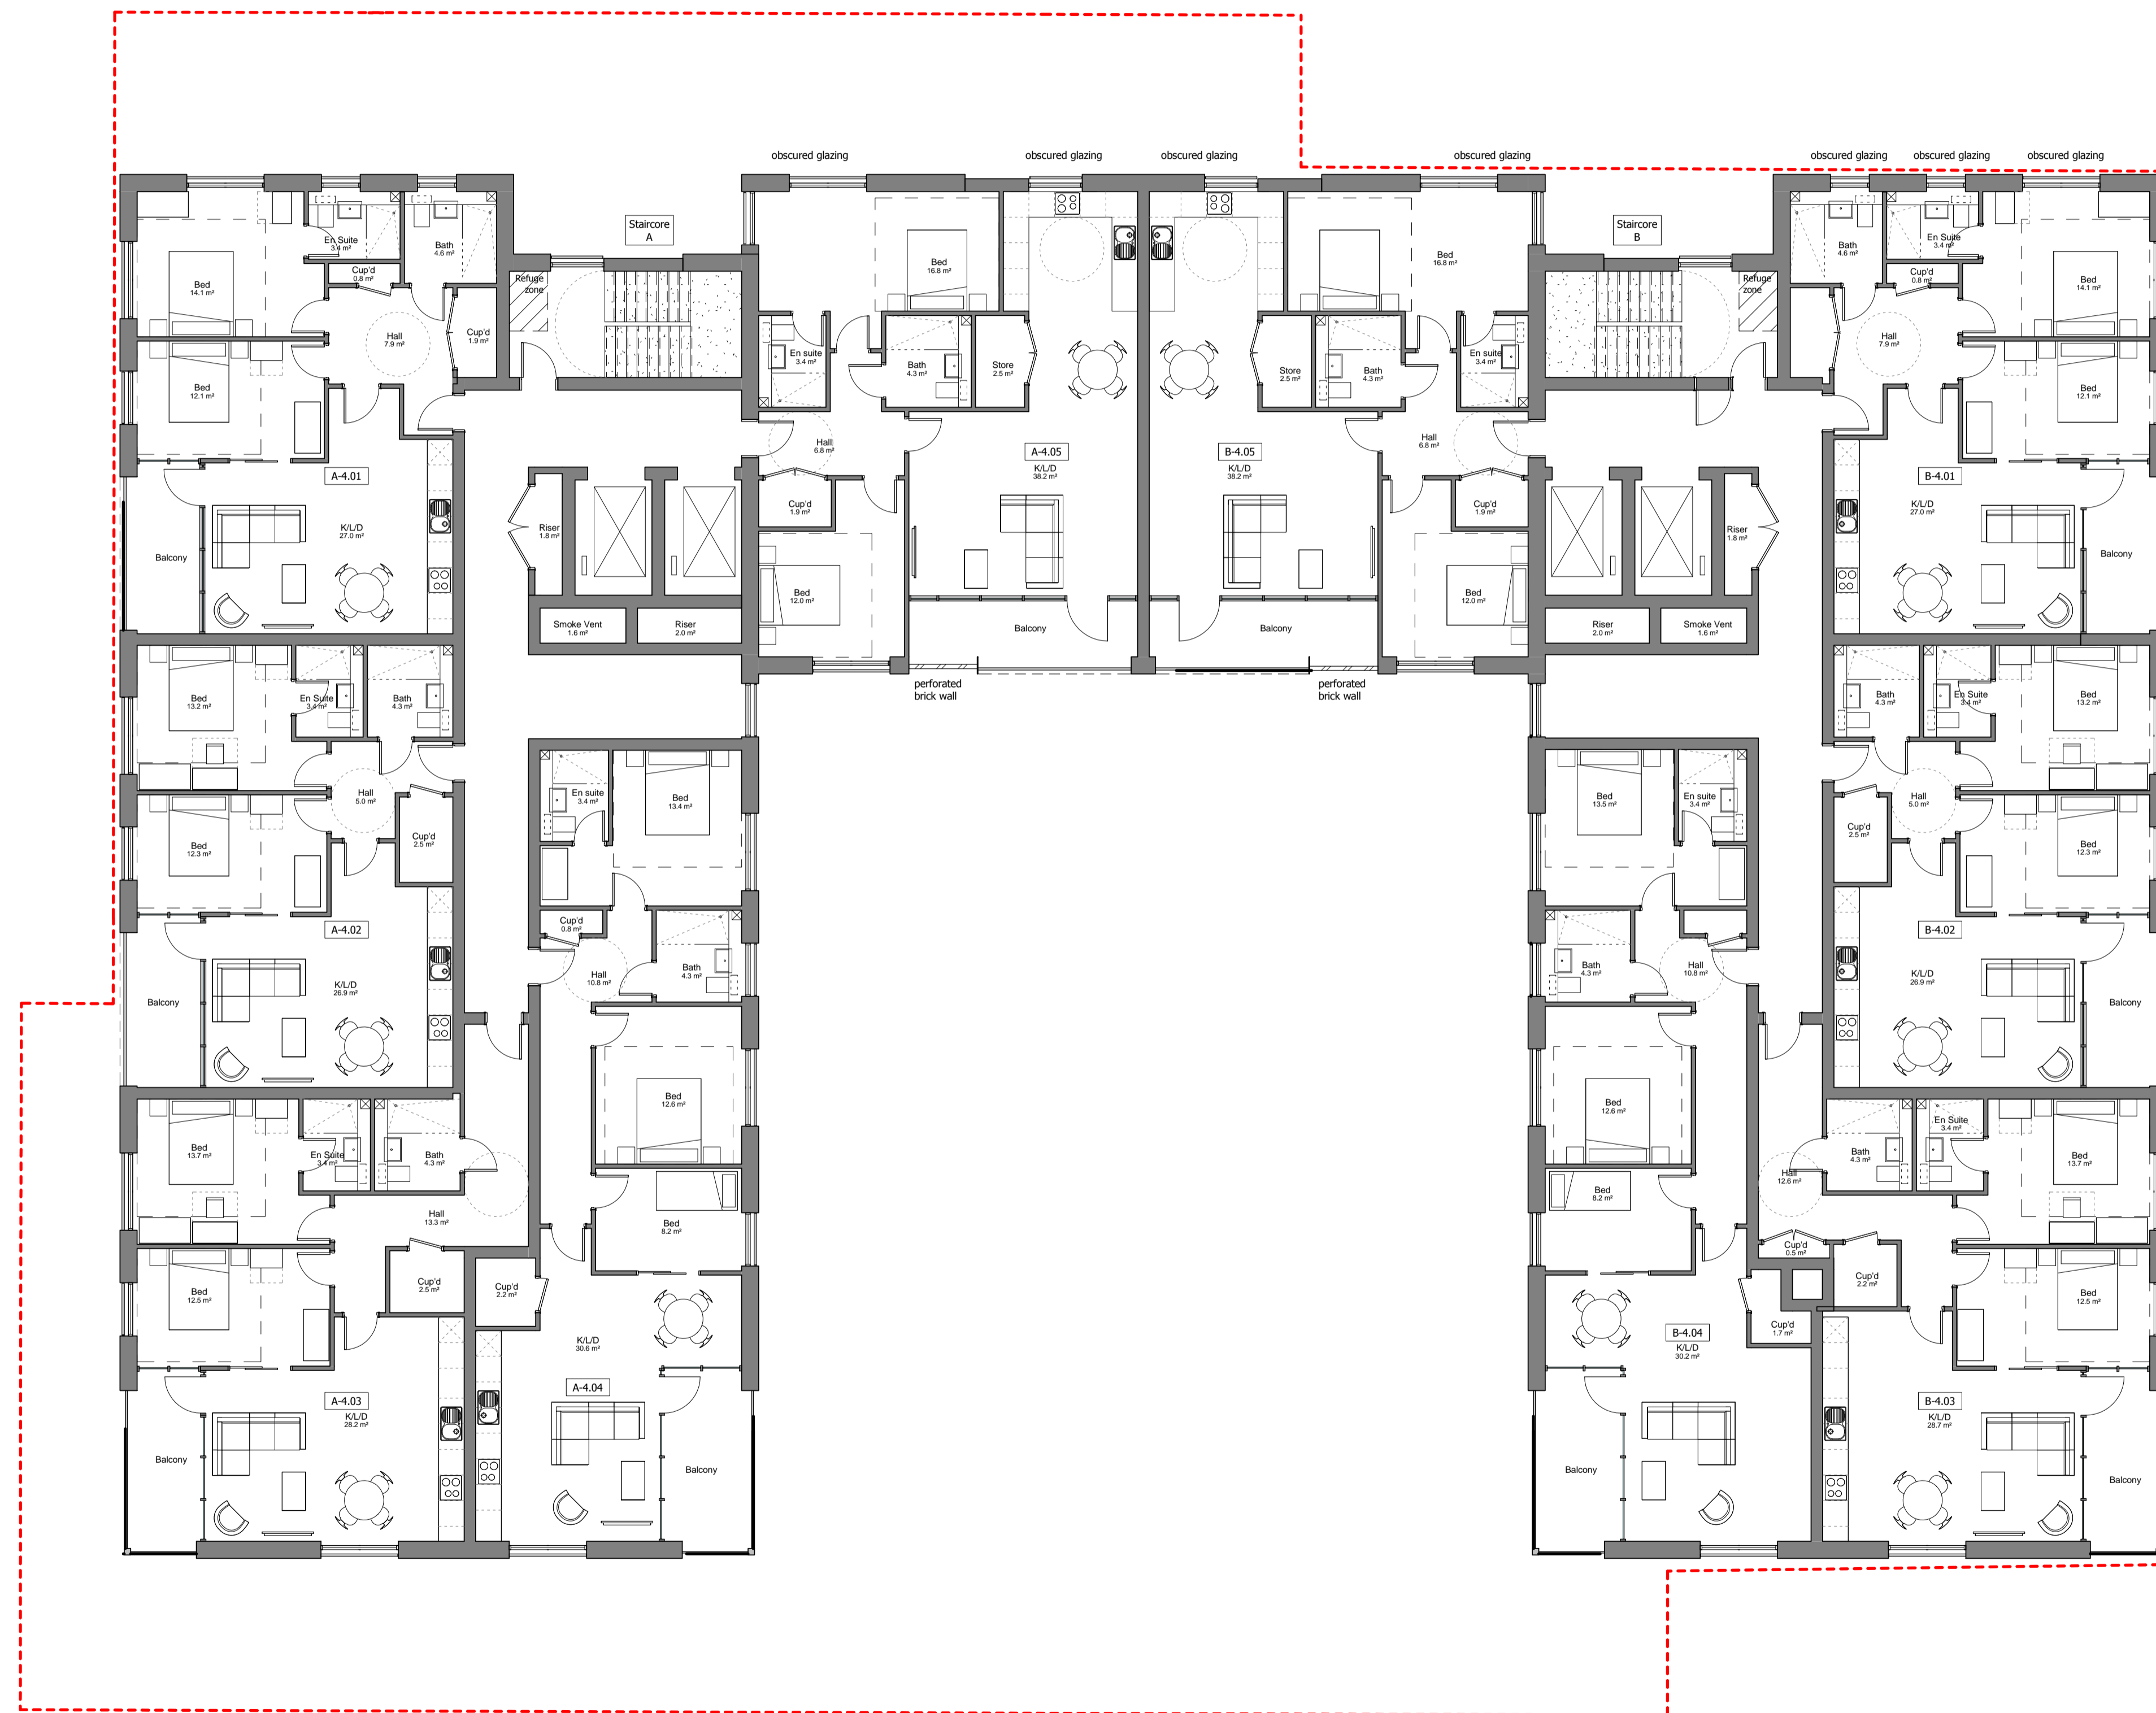 obscured glazing
obscured glazing
obscured glazing
obscured glazing
obscured glazing
obscured glazing
obscured glazing
Staircore
A
Staircore
B
En Suite
3.4 m²
Bath
4.6 m²
Cup'd
0.8 m²
Bed
14.1 m²
Refuge
zone
Hall
7.9 m²
Cup'd
1.9 m²
Bed
12.1 m²
A-4.01
K/L/D
27.0 m²
Balcony
Bed
16.8 m²
En suite
3.4 m²
Bath
4.3 m²
Store
2.5 m²
Hall
6.8 m²
A-4.05
K/L/D
38.2 m²
Cup'd
1.9 m²
Bed
12.0 m²
Balcony
Riser
1.8 m²
Smoke Vent
1.6 m²
Riser
2.0 m²
perforated
brick wall
Bed
16.8 m²
Store
2.5 m²
Bath
4.3 m²
En suite
3.4 m²
Hall
6.8 m²
B-4.05
K/L/D
38.2 m²
Cup'd
1.9 m²
Bed
12.0 m²
Balcony
perforated
brick wall
Refuge
zone
Riser
1.8 m²
Riser
2.0 m²
Smoke Vent
1.6 m²
Bath
4.6 m²
En Suite
3.4 m²
Cup'd
0.8 m²
Bed
14.1 m²
Hall
7.9 m²
Bed
12.1 m²
B-4.01
K/L/D
27.0 m²
Balcony
Bed
13.2 m²
En Suite
3.4 m²
Bath
4.3 m²
Hall
5.0 m²
Bed
12.3 m²
Cup'd
2.5 m²
A-4.02
K/L/D
26.9 m²
Balcony
En suite
3.4 m²
Bed
13.4 m²
Cup'd
0.8 m²
Hall
10.8 m²
Bath
4.3 m²
Bed
12.6 m²
Bed
8.2 m²
Cup'd
2.2 m²
K/L/D
30.6 m²
A-4.04
Balcony
Bed
13.7 m²
En Suite
3.4 m²
Bath
4.3 m²
Hall
13.3 m²
Bed
12.5 m²
Cup'd
2.5 m²
A-4.03
K/L/D
28.2 m²
Balcony
Bed
13.5 m²
En suite
3.4 m²
Bath
4.3 m²
Hall
10.8 m²
Bed
12.6 m²
Bed
8.2 m²
Cup'd
1.7 m²
B-4.04
K/L/D
30.2 m²
Balcony
Bath
4.3 m²
En Suite
3.4 m²
Bed
13.2 m²
Hall
5.0 m²
Cup'd
2.5 m²
Bed
12.3 m²
B-4.02
K/L/D
26.9 m²
Balcony
En Suite
3.4 m²
Bath
4.3 m²
Bed
13.7 m²
Hall
12.6 m²
Cup'd
0.5 m²
Cup'd
2.2 m²
Bed
12.5 m²
B-4.03
K/L/D
28.7 m²
Balcony